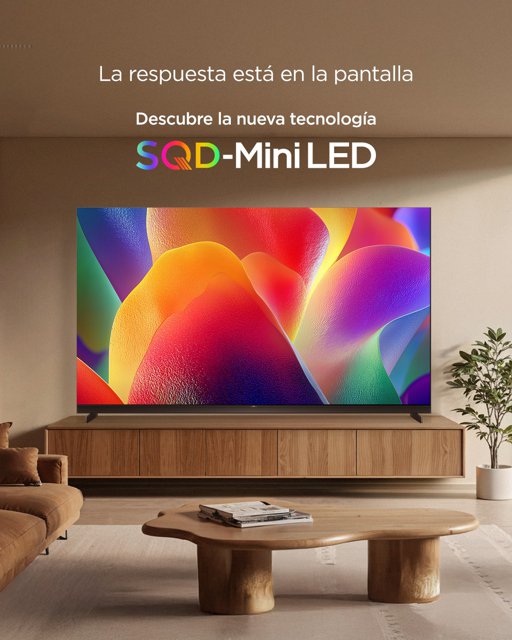 La respuesta está en la pantalla
Descubre la nueva tecnología
SQD-Mini LED